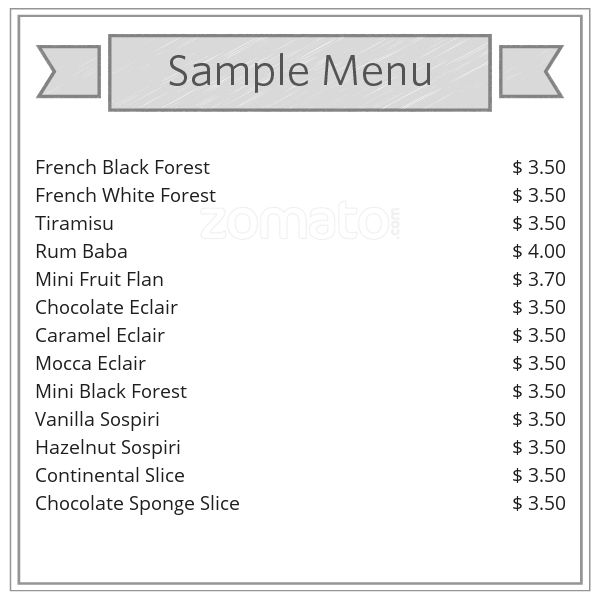 Sample Menu
French Black Forest $ 3.50
French White Forest $ 3.50
zomato.com
Tiramisu $ 3.50
Rum Baba $ 4.00
Mini Fruit Flan $ 3.70
Chocolate Eclair $ 3.50
Caramel Eclair $ 3.50
Mocca Eclair $ 3.50
Mini Black Forest $ 3.50
Vanilla Sospiri $ 3.50
Hazelnut Sospiri $ 3.50
Continental Slice $ 3.50
Chocolate Sponge Slice $ 3.50